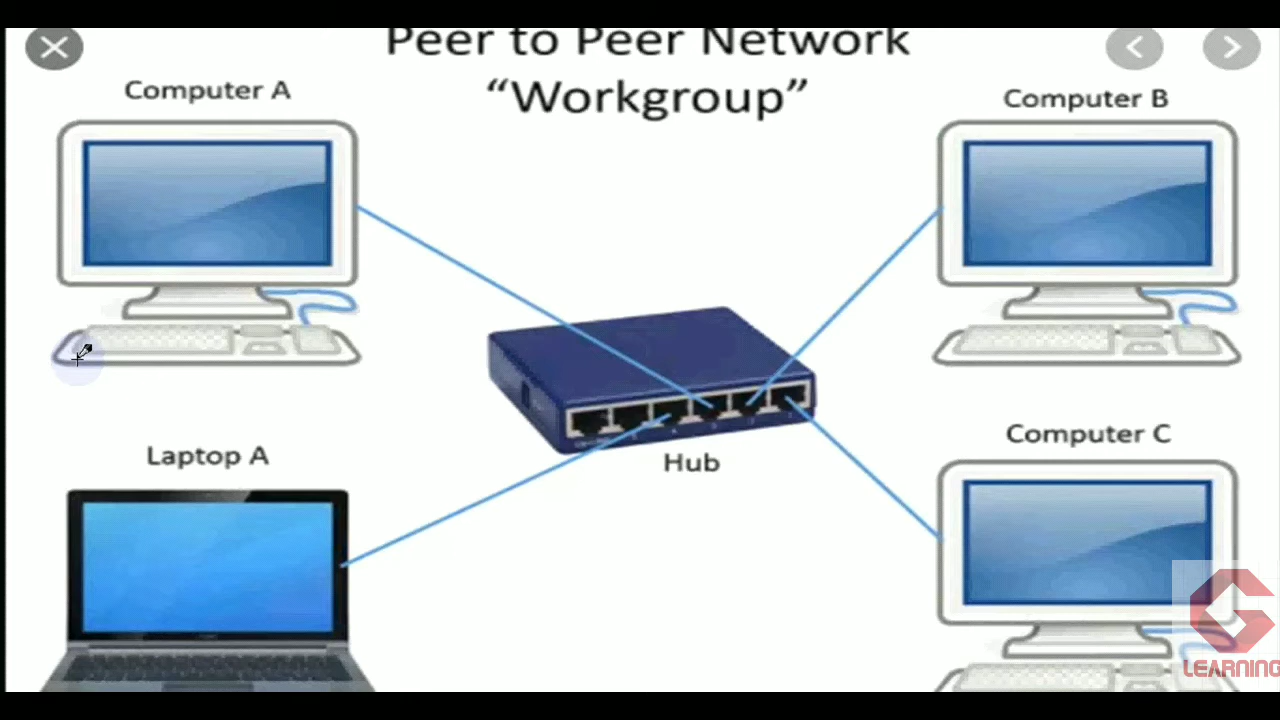 Peer to Peer Network
“Workgroup”
Computer A
Computer B
Hub
Laptop A
Computer C
LEARNING